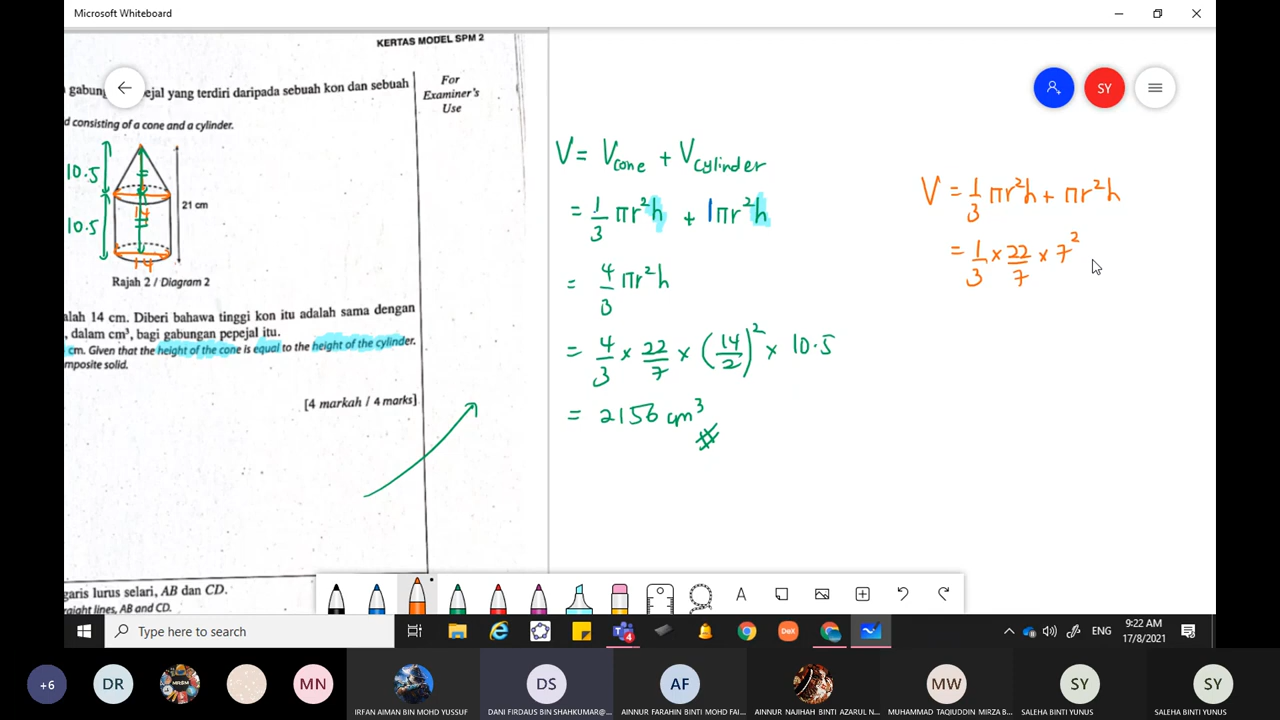 Microsoft Whiteboard
KERTAS MODEL SPM 2
gabung ejal yang terdiri daripada sebuah kon dan sebuah
d consisting of a cone and a cylinder.
For
Examiner's
Use
10.5
10.5
14
14
21 cm
Rajah 2 / Diagram 2
alah 14 cm. Diberi bahawa tinggi kon itu adalah sama dengan
, dalam cm³, bagi gabungan pepejal itu.
cm. Given that the height of the cone is equal to the height of the cylinder.
mposite solid.
[4 markah / 4 marks]
garis lurus selari, AB dan CD.
raight lines, AB and CD.
V = Vcone + Vcylinder
= 1/3 πr²h + 1πr²h
= 4/3 πr²h
= 4/3 × 22/7 × (14/2)² × 10.5
= 2156 cm³
V = 1/3 πr²h + πr²h
= 1/3 × 22/7 × 7²
SY
A
Type here to search
DeX
ENG
9:22 AM
17/8/2021
+6
DR
MRSM
MN
DS
AF
MW
SY
SY
IRFAN AIMAN BIN MOHD YUSSUF
DANI FIRDAUS BIN SHAHKUMAR@...
AINNUR FARAHIN BINTI MOHD FAI...
AINNUR NAJIHAH BINTI AZARUL N...
MUHAMMAD TAQIUDDIN MIRZA B...
SALEHA BINTI YUNUS
SALEHA BINTI YUNUS